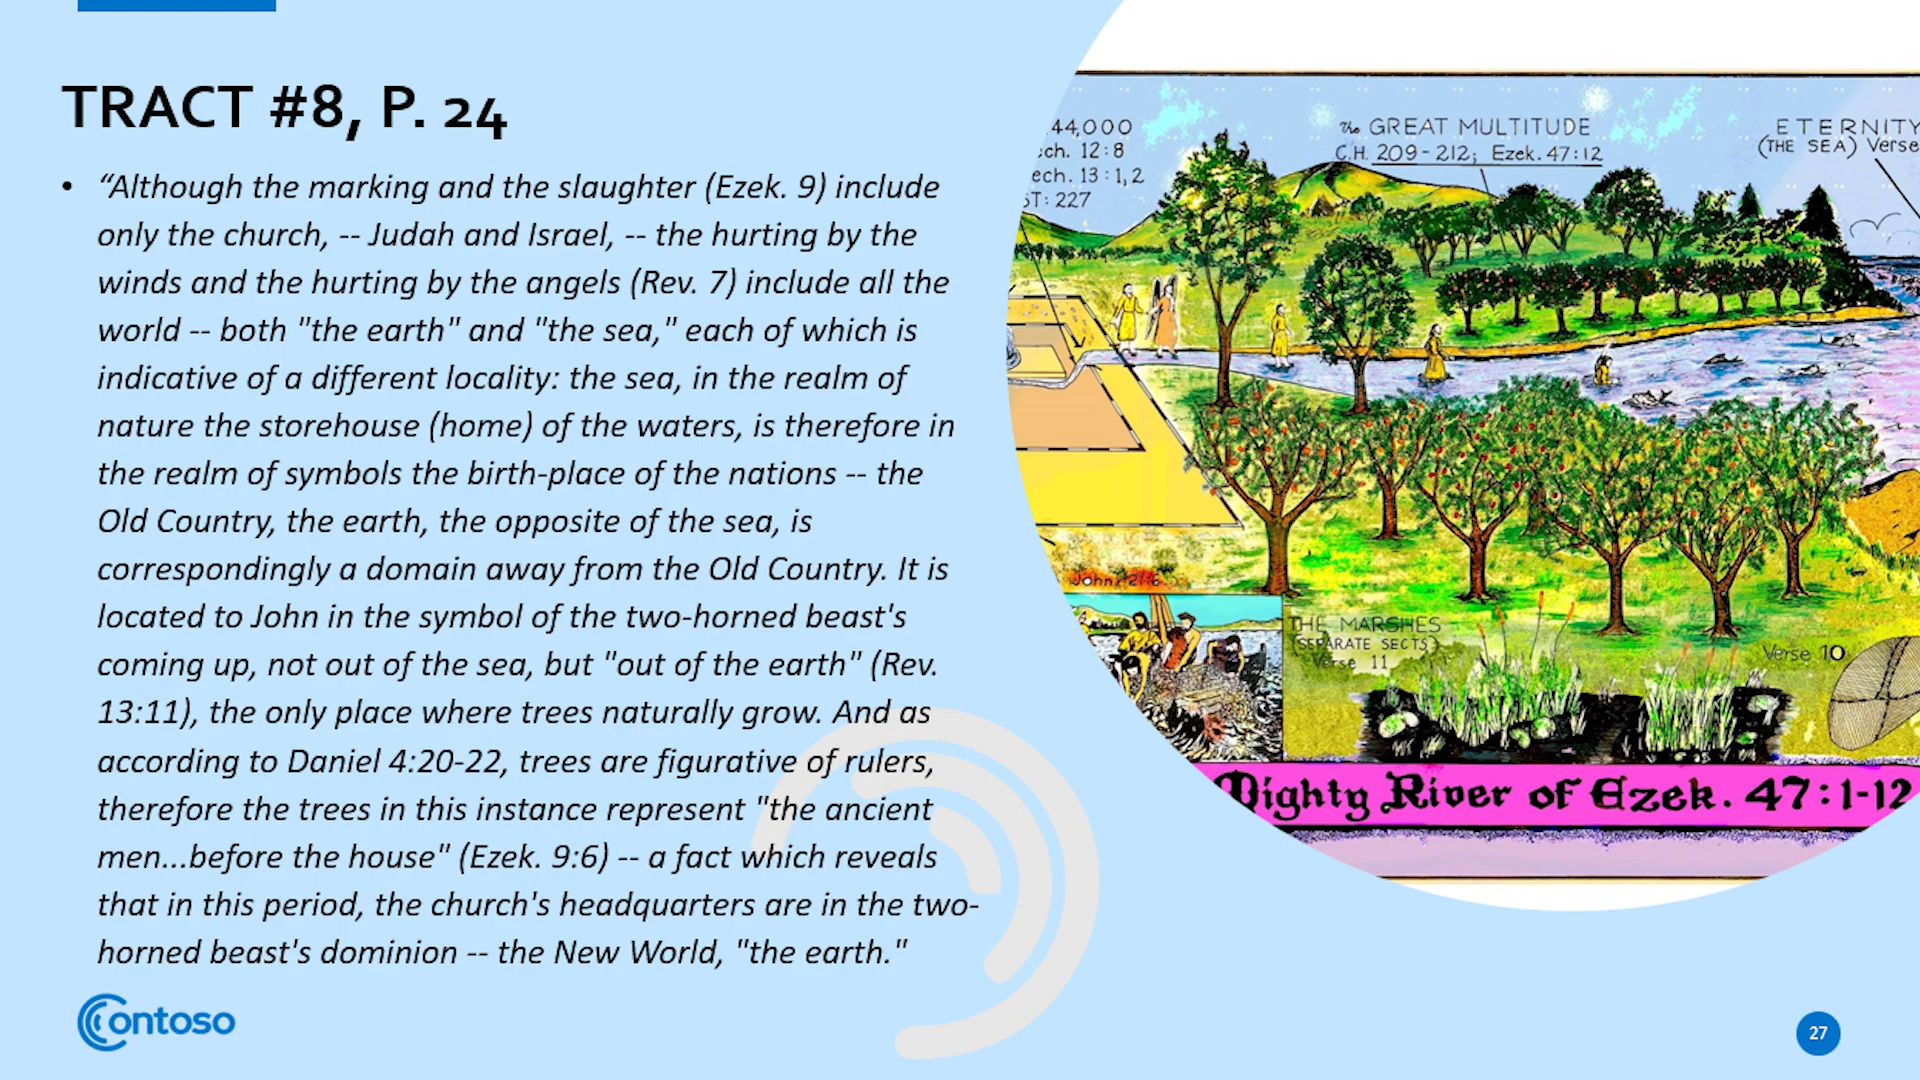 TRACT #8, P. 24
• “Although the marking and the slaughter (Ezek. 9) include
only the church, -- Judah and Israel, -- the hurting by the
winds and the hurting by the angels (Rev. 7) include all the
world -- both "the earth" and "the sea," each of which is
indicative of a different locality: the sea, in the realm of
nature the storehouse (home) of the waters, is therefore in
the realm of symbols the birth-place of the nations -- the
Old Country, the earth, the opposite of the sea, is
correspondingly a domain away from the Old Country. It is
located to John in the symbol of the two-horned beast's
coming up, not out of the sea, but "out of the earth" (Rev.
13:11), the only place where trees naturally grow. And as
according to Daniel 4:20-22, trees are figurative of rulers,
therefore the trees in this instance represent "the ancient
men...before the house" (Ezek. 9:6) -- a fact which reveals
that in this period, the church's headquarters are in the two-
horned beast's dominion -- the New World, "the earth."
44,000
ech. 12:8
ech. 13:1,2
ST: 227
the GREAT MULTITUDE
C.H. 209-212; Ezek. 47:12
ETERNITY
(THE SEA) Verse
John 21:6
THE MARSHES
(SEPARATE SECTS)
Verse 11
Verse 10
Mighty River of Ezek. 47:1-12
Contoso
27